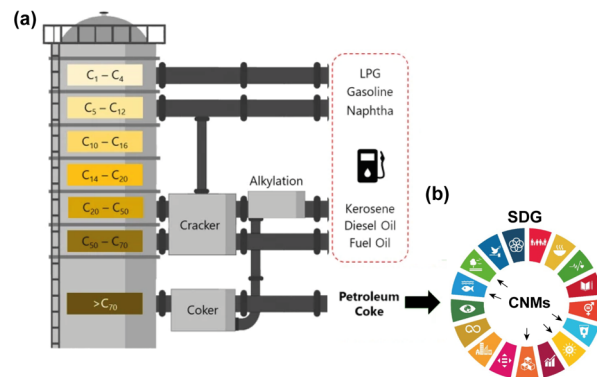 (a)
C₁ – C₄
C₅ – C₁₂
C₁₀ – C₁₆
C₁₄ – C₂₀
C₂₀ – C₅₀
C₅₀ – C₇₀
>C₇₀
Cracker
Alkylation
Coker
LPG
Gasoline
Naphtha
Kerosene
Diesel Oil
Fuel Oil
Petroleum
Coke
(b)
SDG
CNMs